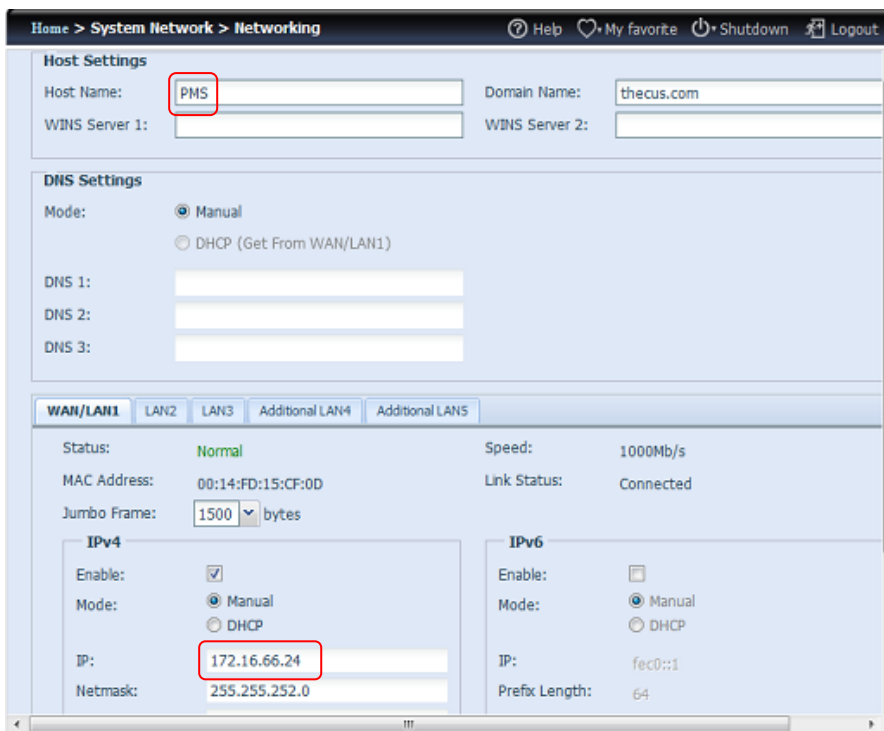 Home > System Network > Networking Help My favorite Shutdown Logout
Host Settings
Host Name: PMS Domain Name: thecus.com
WINS Server 1: WINS Server 2:
DNS Settings
Mode: Manual
DHCP (Get From WAN/LAN1)
DNS 1:
DNS 2:
DNS 3:
WAN/LAN1 LAN2 LAN3 Additional LAN4 Additional LAN5
Status: Normal Speed: 1000Mb/s
MAC Address: 00:14:FD:15:CF:0D Link Status: Connected
Jumbo Frame: 1500 bytes
IPv4 IPv6
Enable: Enable:
Mode: Manual Mode: Manual
DHCP DHCP
IP: 172.16.66.24 IP: fec0::1
Netmask: 255.255.252.0 Prefix Length: 64